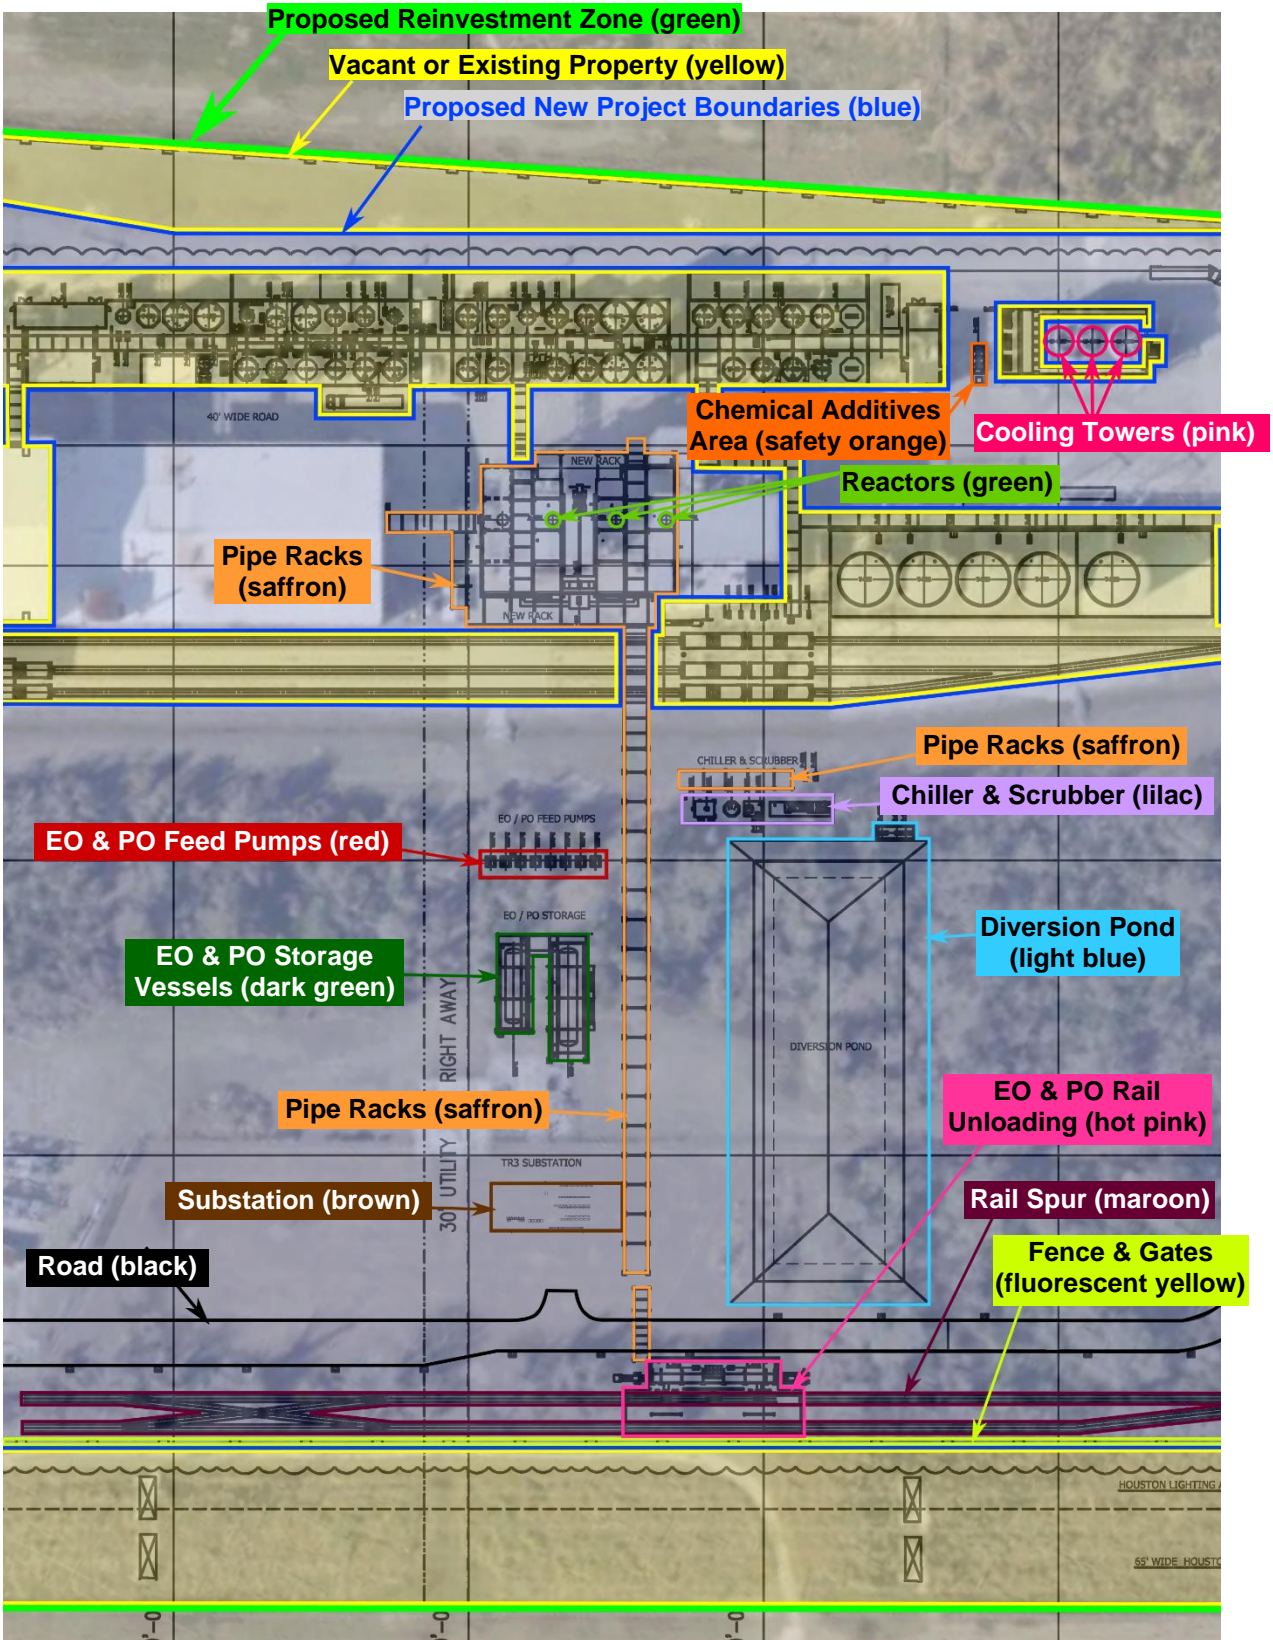 Proposed Reinvestment Zone (green)
Vacant or Existing Property (yellow)
Proposed New Project Boundaries (blue)
40' WIDE ROAD
Chemical Additives
Area (safety orange)
Cooling Towers (pink)
NEW RACK
Reactors (green)
Pipe Racks
(saffron)
NEW RACK
Pipe Racks (saffron)
CHILLER & SCRUBBER
Chiller & Scrubber (lilac)
EO / PO FEED PUMPS
EO & PO Feed Pumps (red)
EO / PO STORAGE
EO & PO Storage
Vessels (dark green)
Diversion Pond
(light blue)
DIVERSION POND
30' UTILITY RIGHT AWAY
EO & PO Rail
Unloading (hot pink)
Pipe Racks (saffron)
TR3 SUBSTATION
Substation (brown)
Rail Spur (maroon)
Road (black)
Fence & Gates
(fluorescent yellow)
HOUSTON LIGHTING
65' WIDE HOUSTO
'-0
'-0
'-0